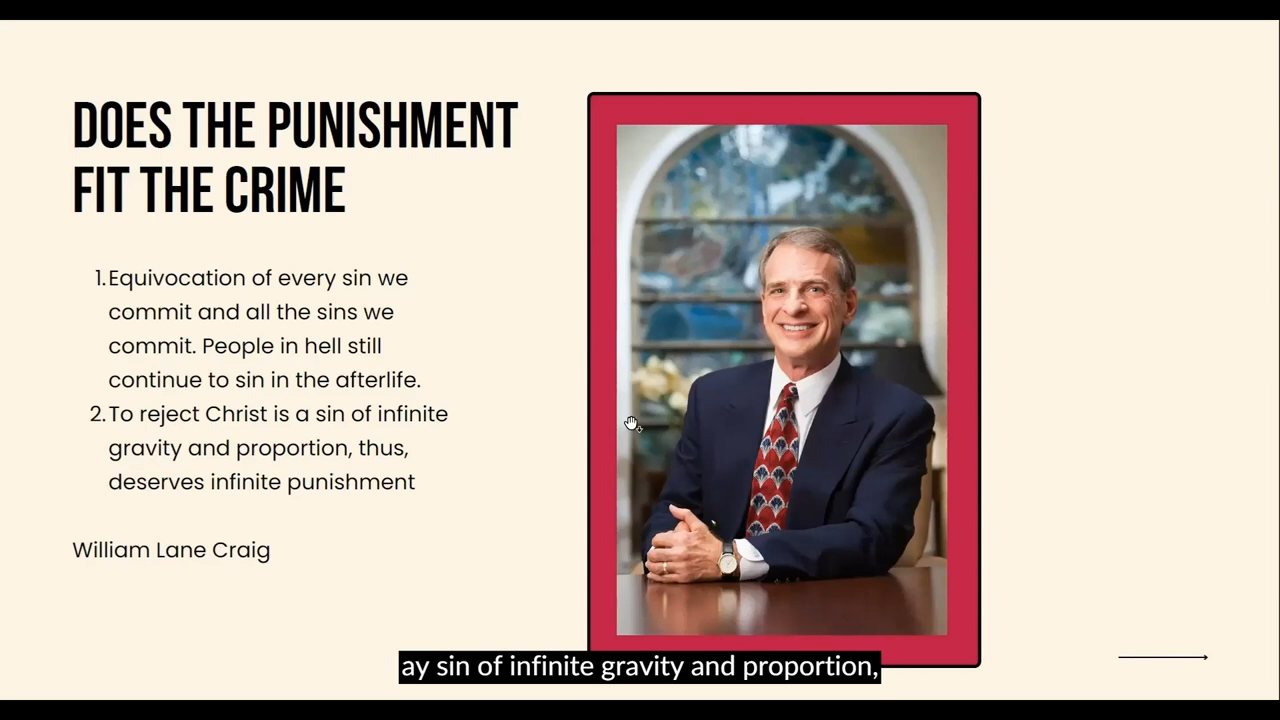 DOES THE PUNISHMENT
FIT THE CRIME
1. Equivocation of every sin we
commit and all the sins we
commit. People in hell still
continue to sin in the afterlife.
2. To reject Christ is a sin of infinite
gravity and proportion, thus,
deserves infinite punishment
William Lane Craig
ay sin of infinite gravity and proportion,